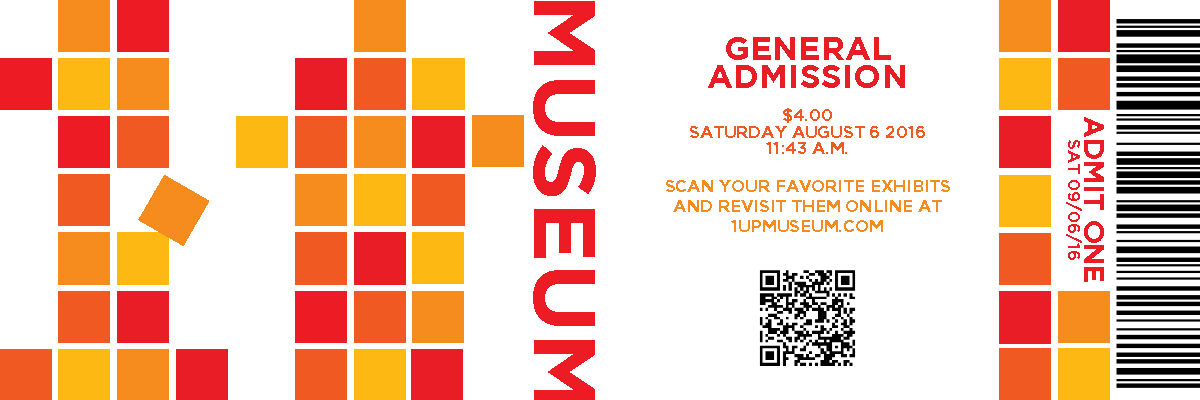 MUSEUM
GENERAL
ADMISSION
$4.00
SATURDAY AUGUST 6 2016
11:43 A.M.
SCAN YOUR FAVORITE EXHIBITS
AND REVISIT THEM ONLINE AT
1UPMUSEUM.COM
ADMIT ONE
SAT 09/06/16